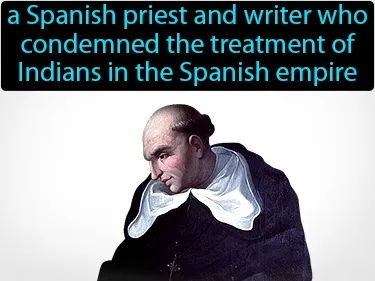 a Spanish priest and writer who
condemned the treatment of
Indians in the Spanish empire